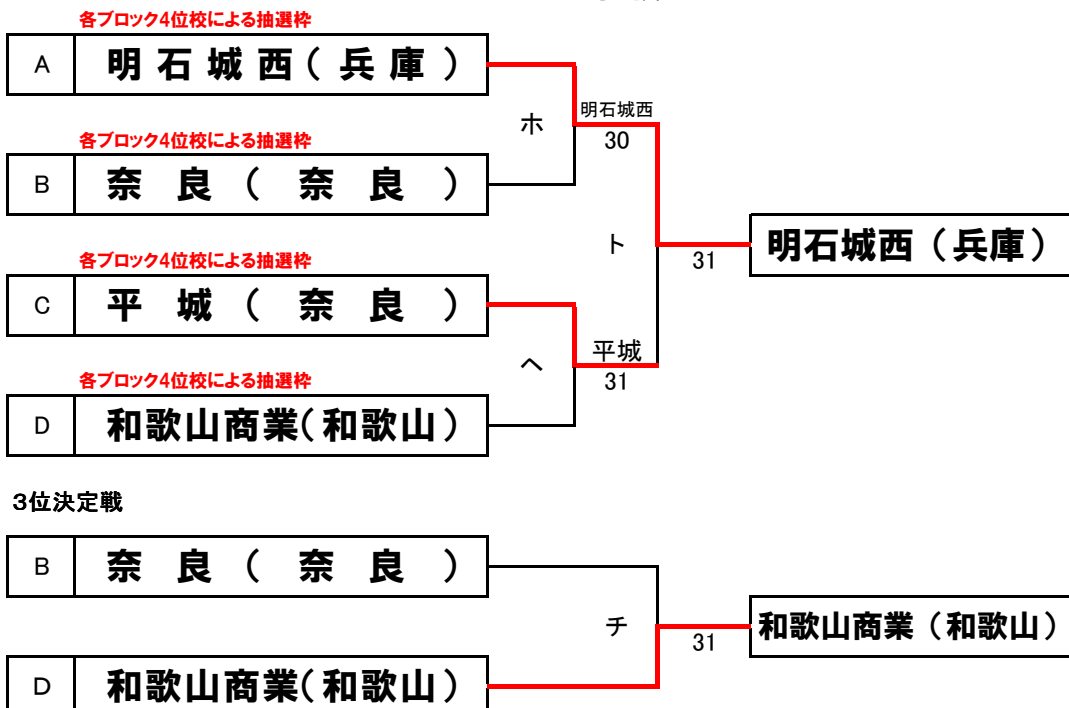 各ブロック4位校による抽選枠
A 明石城西(兵庫)
ホ
明石城西
30
各ブロック4位校による抽選枠
B 奈良(奈良)
ト
31
明石城西(兵庫)
各ブロック4位校による抽選枠
C 平城(奈良)
ヘ
平城
31
各ブロック4位校による抽選枠
D 和歌山商業(和歌山)
3位決定戦
B 奈良(奈良)
チ
31
和歌山商業(和歌山)
D 和歌山商業(和歌山)